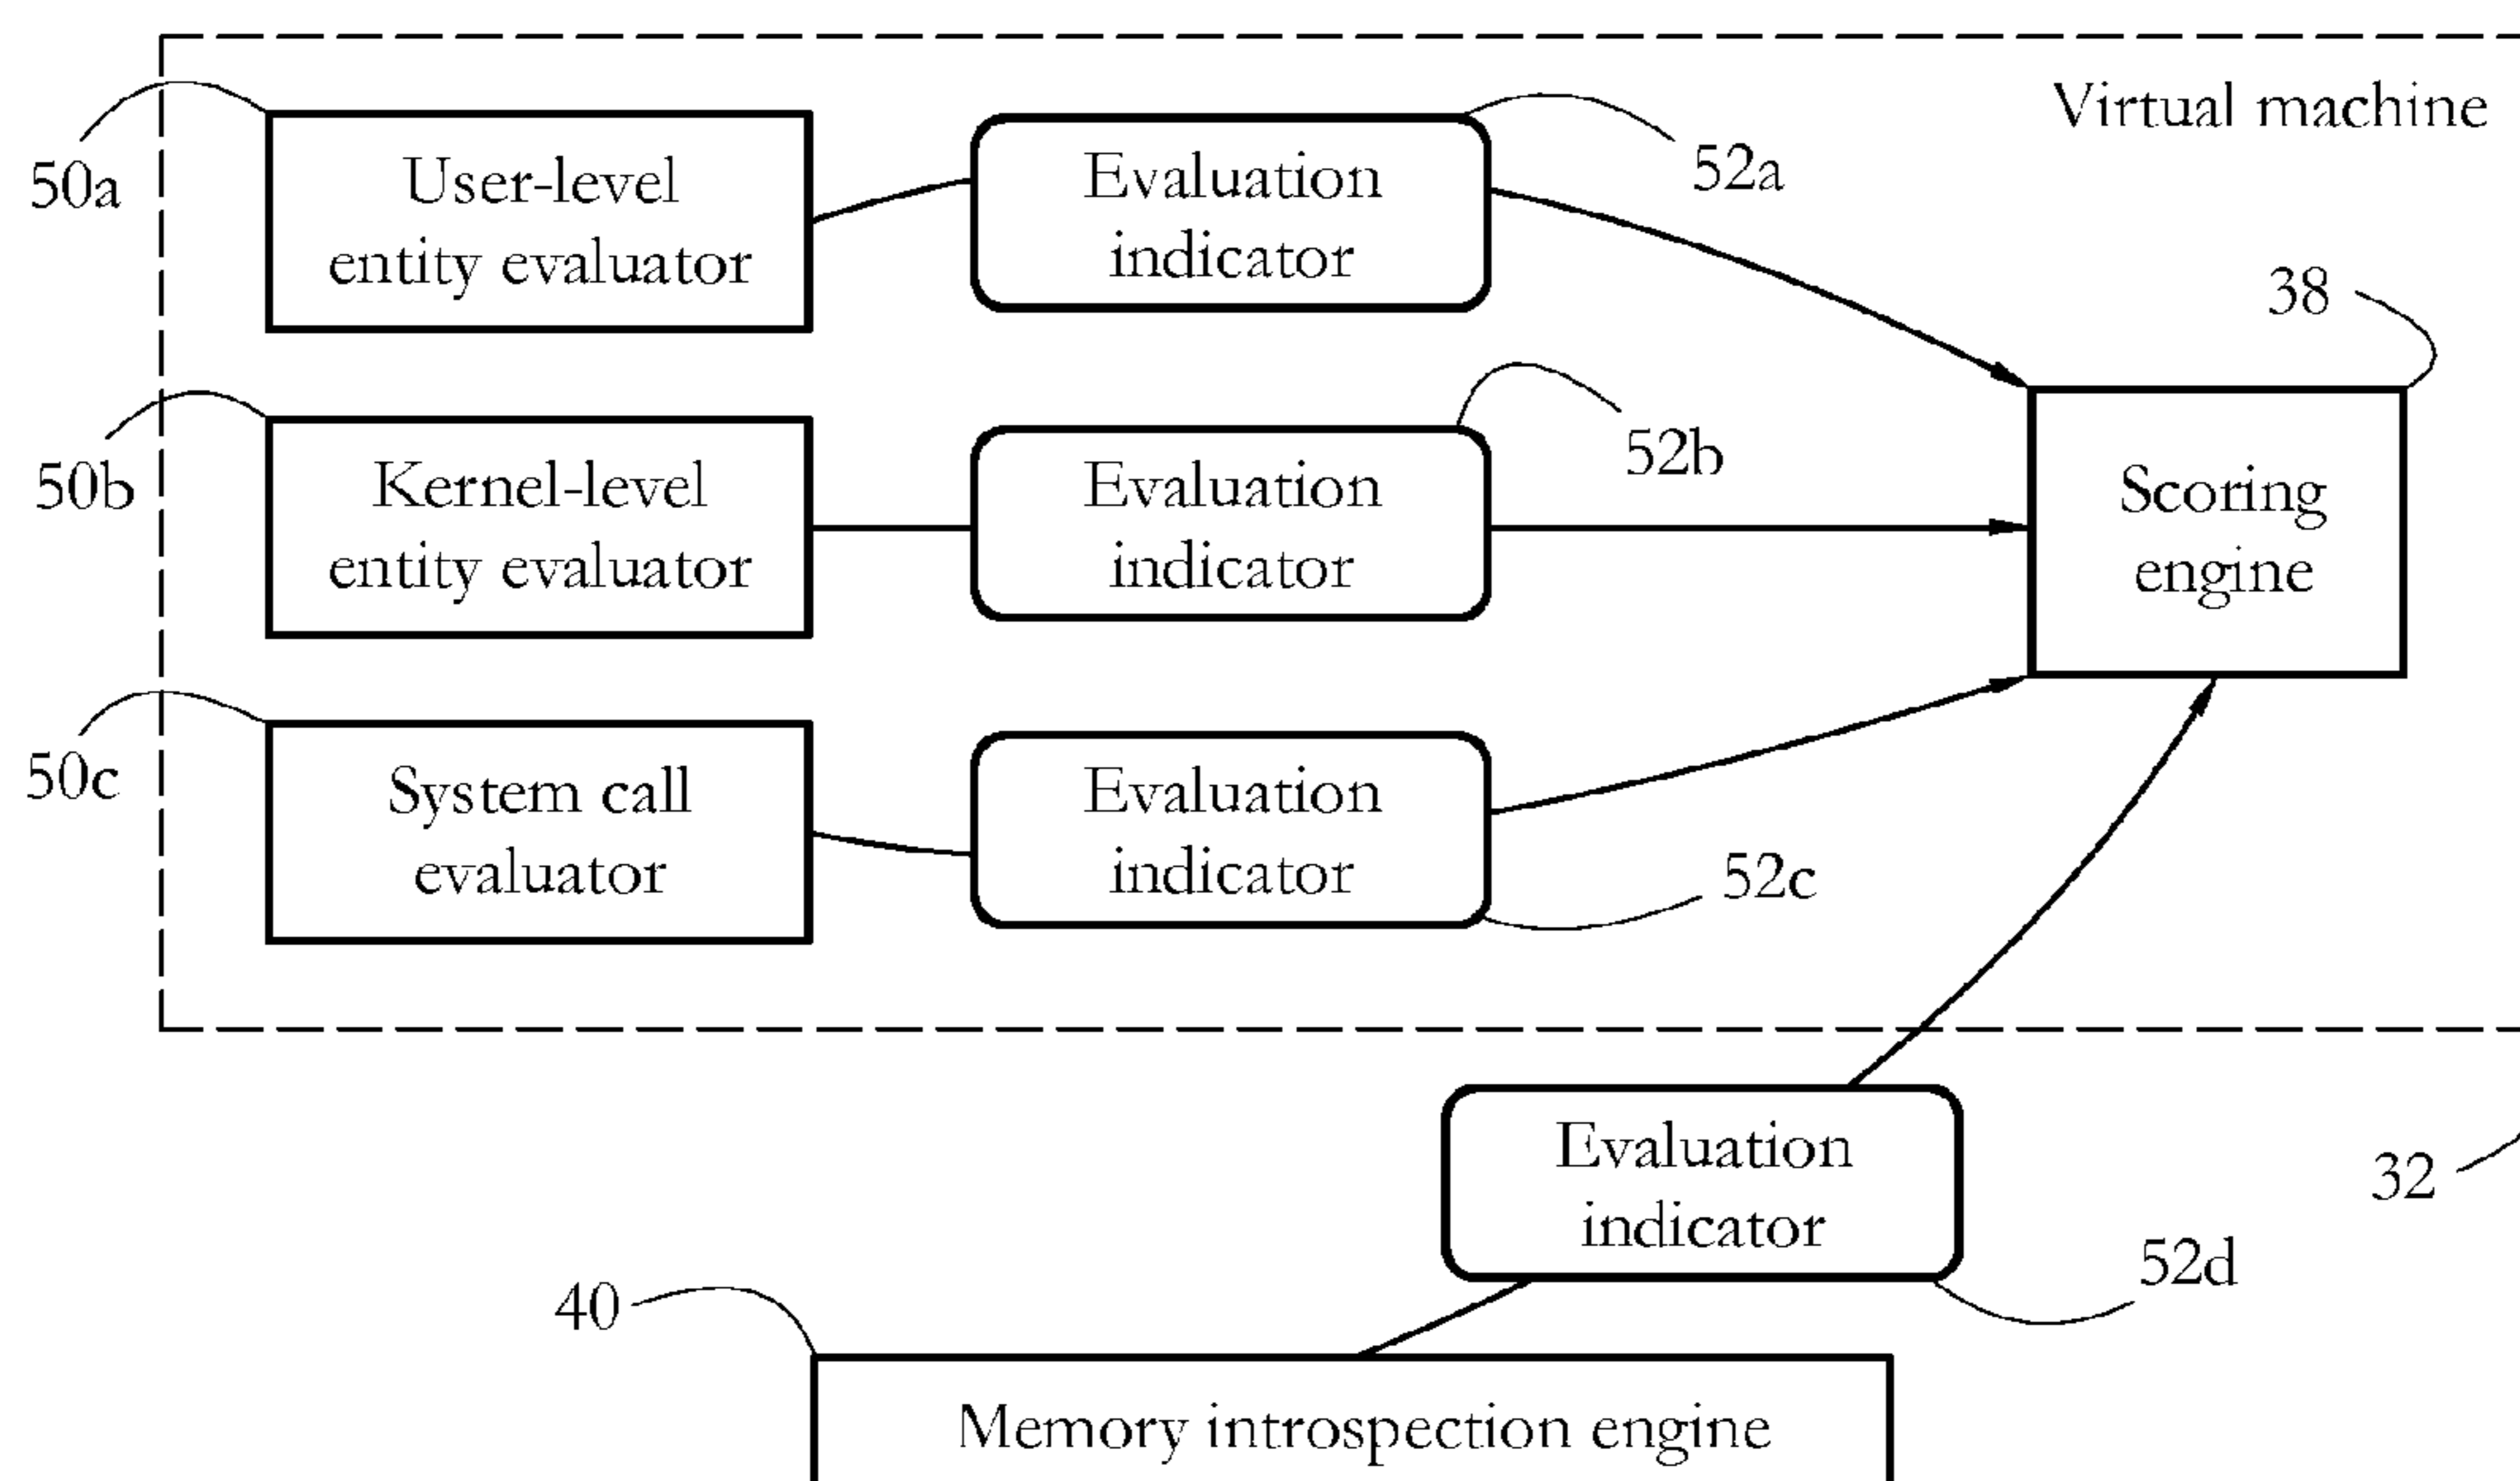 Virtual machine
50a
User-level
entity evaluator
Evaluation
indicator
52a
38
50b
Kernel-level
entity evaluator
Evaluation
indicator
52b
Scoring
engine
50c
System call
evaluator
Evaluation
indicator
52c
Evaluation
indicator
32
52d
40
Memory introspection engine